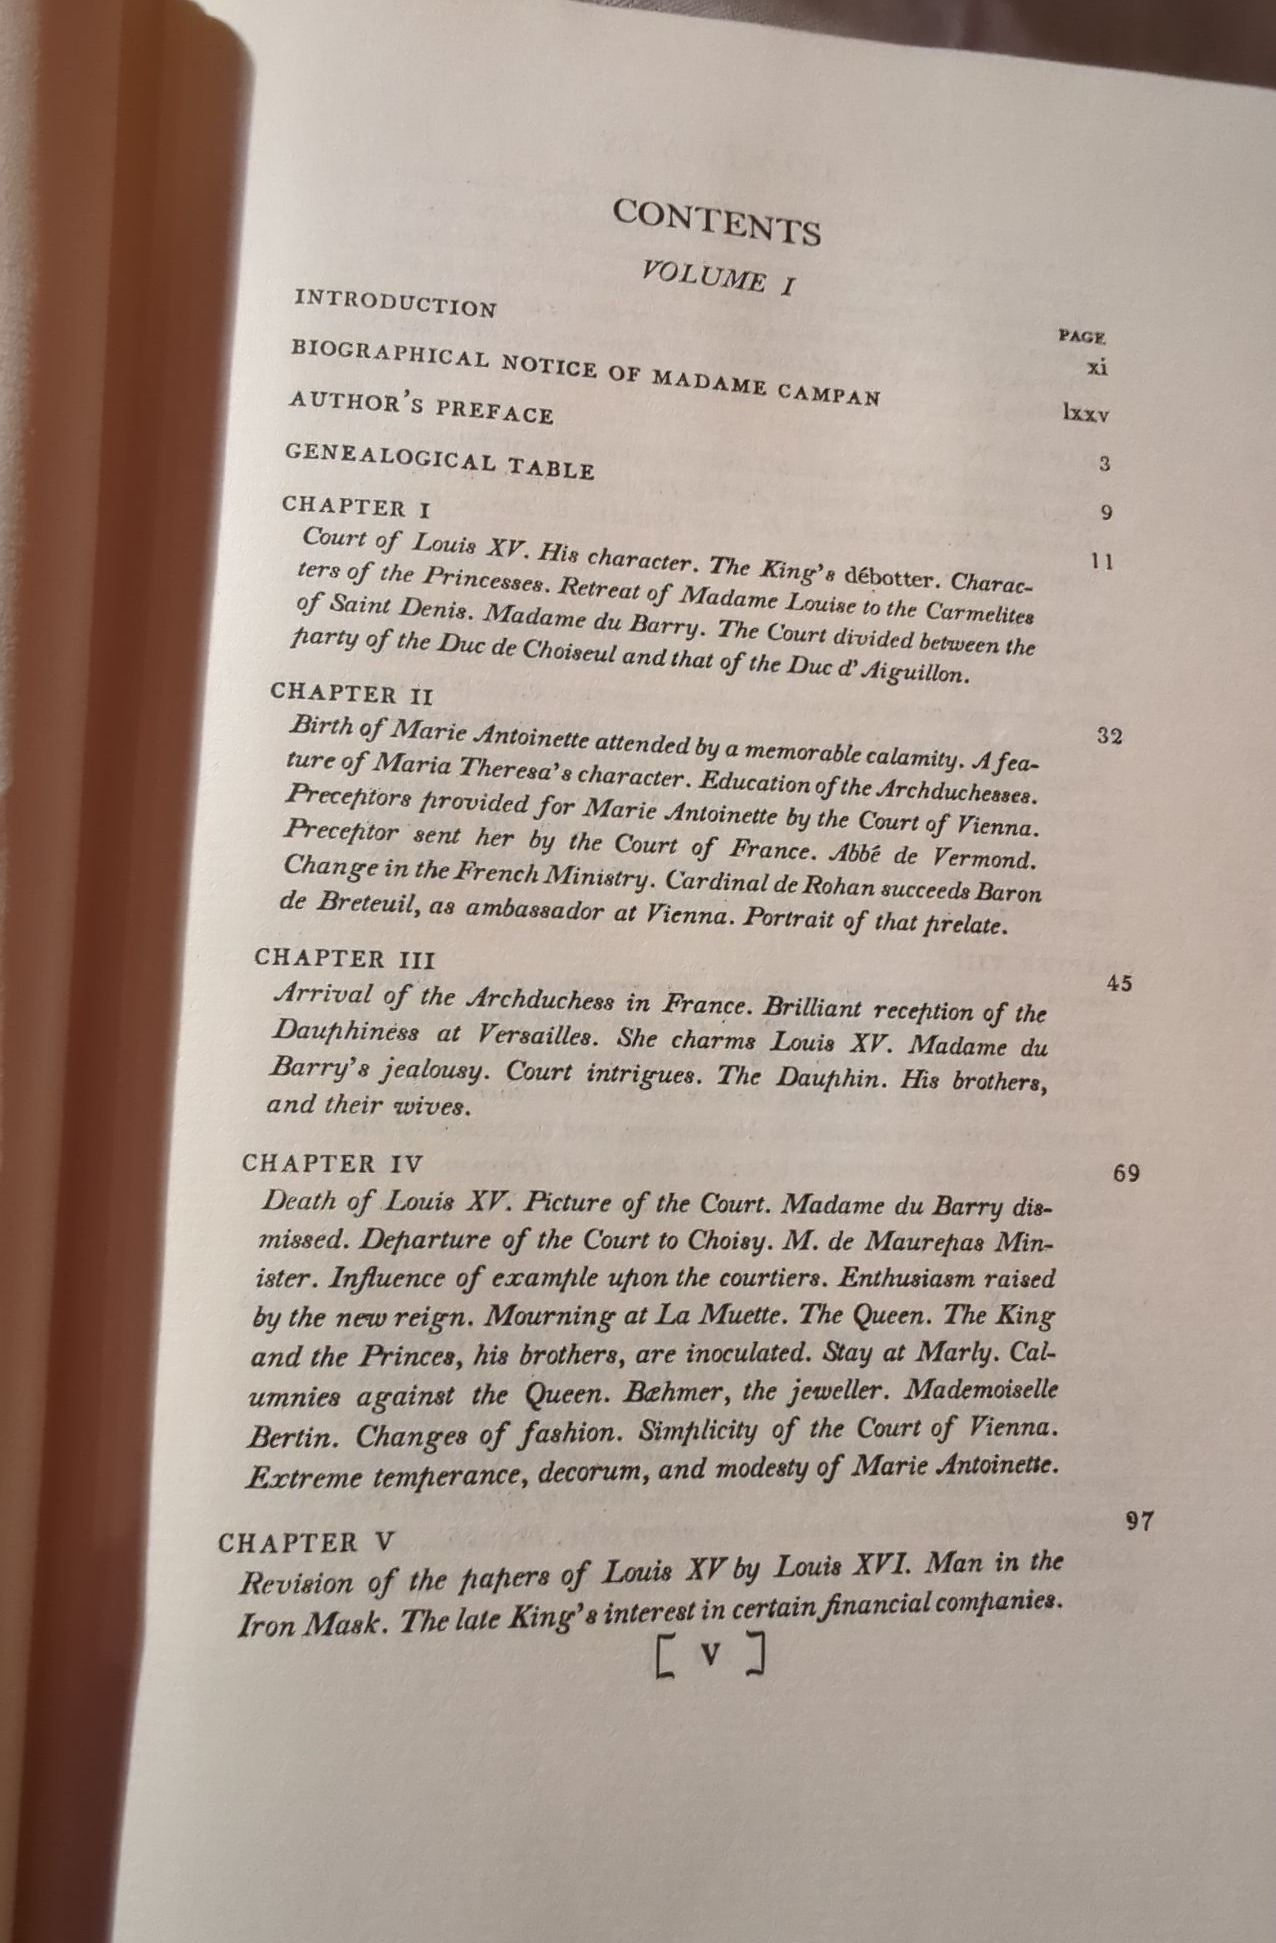 CONTENTS
VOLUME I
PAGE
INTRODUCTION xi
BIOGRAPHICAL NOTICE OF MADAME CAMPAN lxxv
AUTHOR'S PREFACE 3
GENEALOGICAL TABLE 9
CHAPTER I 11
Court of Louis XV. His character. The King's débotter. Charac-
ters of the Princesses. Retreat of Madame Louise to the Carmelites
of Saint Denis. Madame du Barry. The Court divided between the
party of the Duc de Choiseul and that of the Duc d'Aiguillon.
CHAPTER II 32
Birth of Marie Antoinette attended by a memorable calamity. A fea-
ture of Maria Theresa's character. Education of the Archduchesses.
Preceptors provided for Marie Antoinette by the Court of Vienna.
Preceptor sent her by the Court of France. Abbé de Vermond.
Change in the French Ministry. Cardinal de Rohan succeeds Baron
de Breteuil, as ambassador at Vienna. Portrait of that prelate.
CHAPTER III 45
Arrival of the Archduchess in France. Brilliant reception of the
Dauphiness at Versailles. She charms Louis XV. Madame du
Barry's jealousy. Court intrigues. The Dauphin. His brothers,
and their wives.
CHAPTER IV 69
Death of Louis XV. Picture of the Court. Madame du Barry dis-
missed. Departure of the Court to Choisy. M. de Maurepas Min-
ister. Influence of example upon the courtiers. Enthusiasm raised
by the new reign. Mourning at La Muette. The Queen. The King
and the Princes, his brothers, are inoculated. Stay at Marly. Cal-
umnies against the Queen. Bæhmer, the jeweller. Mademoiselle
Bertin. Changes of fashion. Simplicity of the Court of Vienna.
Extreme temperance, decorum, and modesty of Marie Antoinette.
CHAPTER V 97
Revision of the papers of Louis XV by Louis XVI. Man in the
Iron Mask. The late King's interest in certain financial companies.
[ v ]